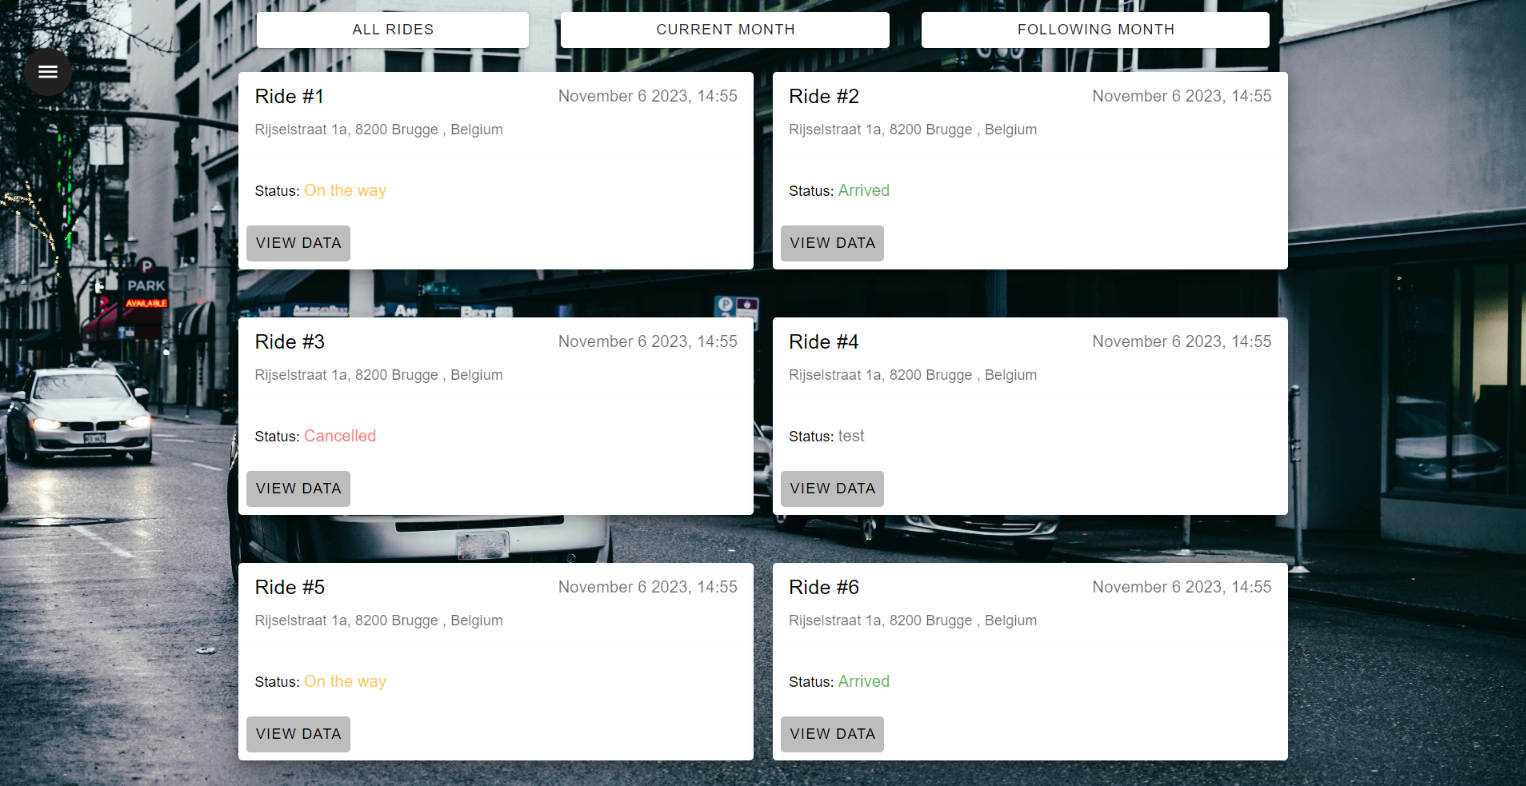 ALL RIDES CURRENT MONTH FOLLOWING MONTH
Ride #1 November 6 2023, 14:55
Rijselstraat 1a, 8200 Brugge , Belgium
Status: On the way
VIEW DATA
Ride #2 November 6 2023, 14:55
Rijselstraat 1a, 8200 Brugge , Belgium
Status: Arrived
VIEW DATA
P
PARK
AVAILABLE
AMERICA'S BEST
AM
BEST
P
Ride #3 November 6 2023, 14:55
Rijselstraat 1a, 8200 Brugge , Belgium
Status: Cancelled
VIEW DATA
Ride #4 November 6 2023, 14:55
Rijselstraat 1a, 8200 Brugge , Belgium
Status: test
VIEW DATA
Ride #5 November 6 2023, 14:55
Rijselstraat 1a, 8200 Brugge , Belgium
Status: On the way
VIEW DATA
Ride #6 November 6 2023, 14:55
Rijselstraat 1a, 8200 Brugge , Belgium
Status: Arrived
VIEW DATA